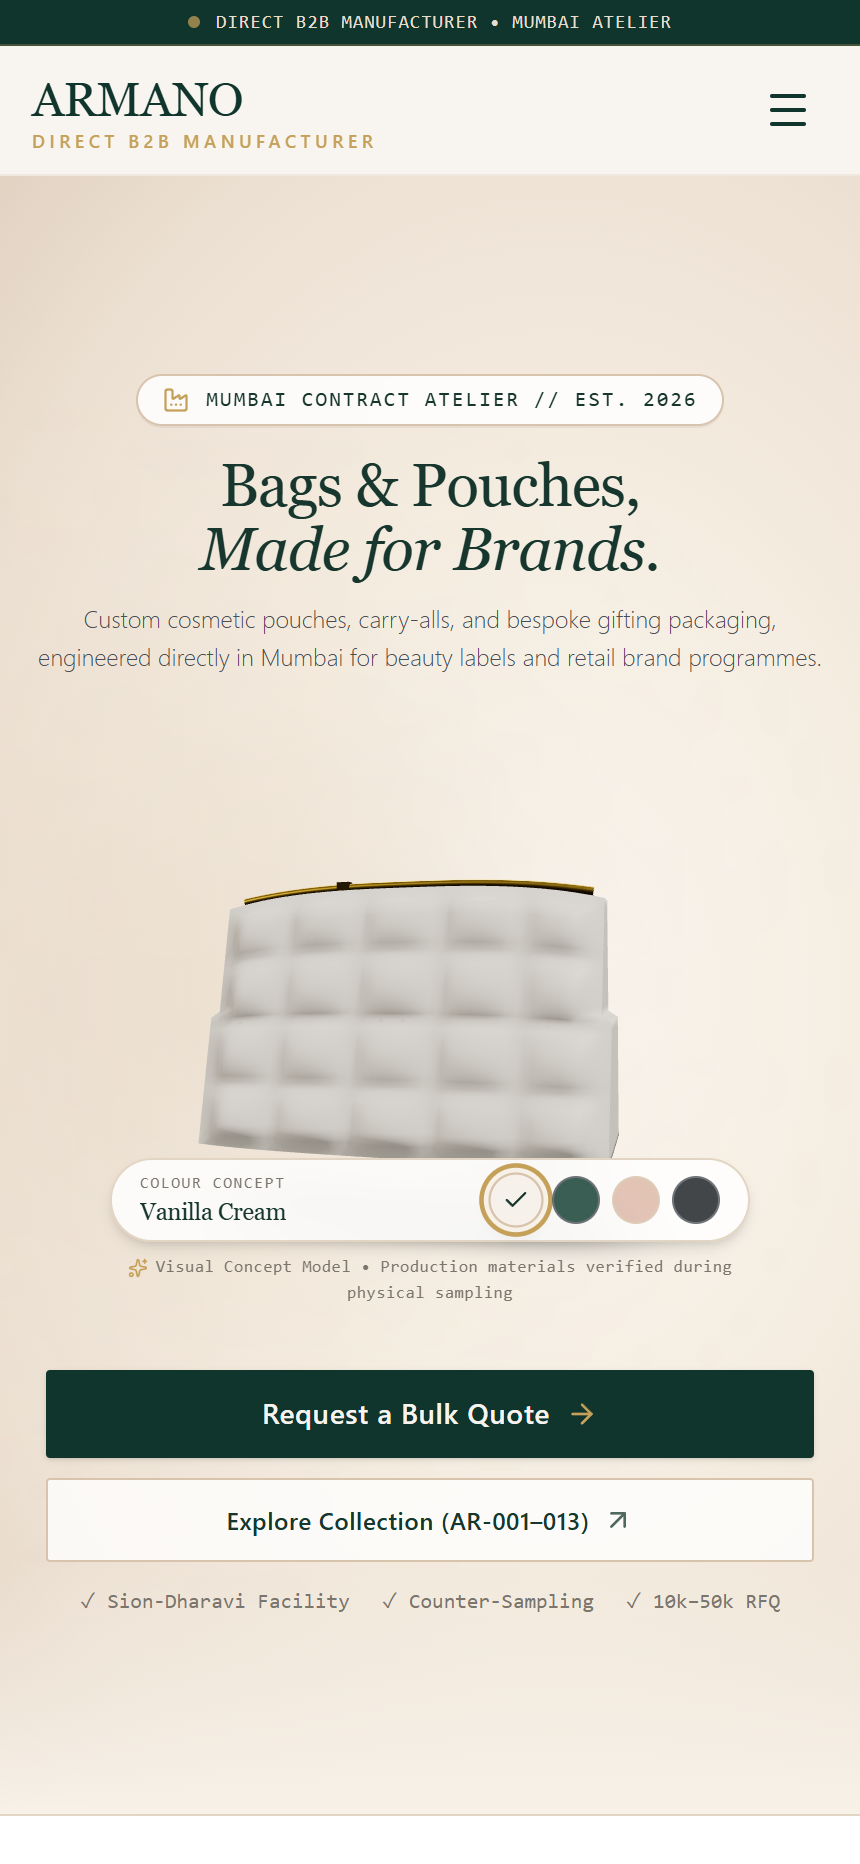 DIRECT B2B MANUFACTURER • MUMBAI ATELIER
ARMANO
DIRECT B2B MANUFACTURER
MUMBAI CONTRACT ATELIER // EST. 2026
Bags & Pouches,
Made for Brands.
Custom cosmetic pouches, carry-alls, and bespoke gifting packaging,
engineered directly in Mumbai for beauty labels and retail brand programmes.
COLOUR CONCEPT
Vanilla Cream
Visual Concept Model • Production materials verified during
physical sampling
Request a Bulk Quote →
Explore Collection (AR-001–013) ↗
✓ Sion-Dharavi Facility ✓ Counter-Sampling ✓ 10k–50k RFQ